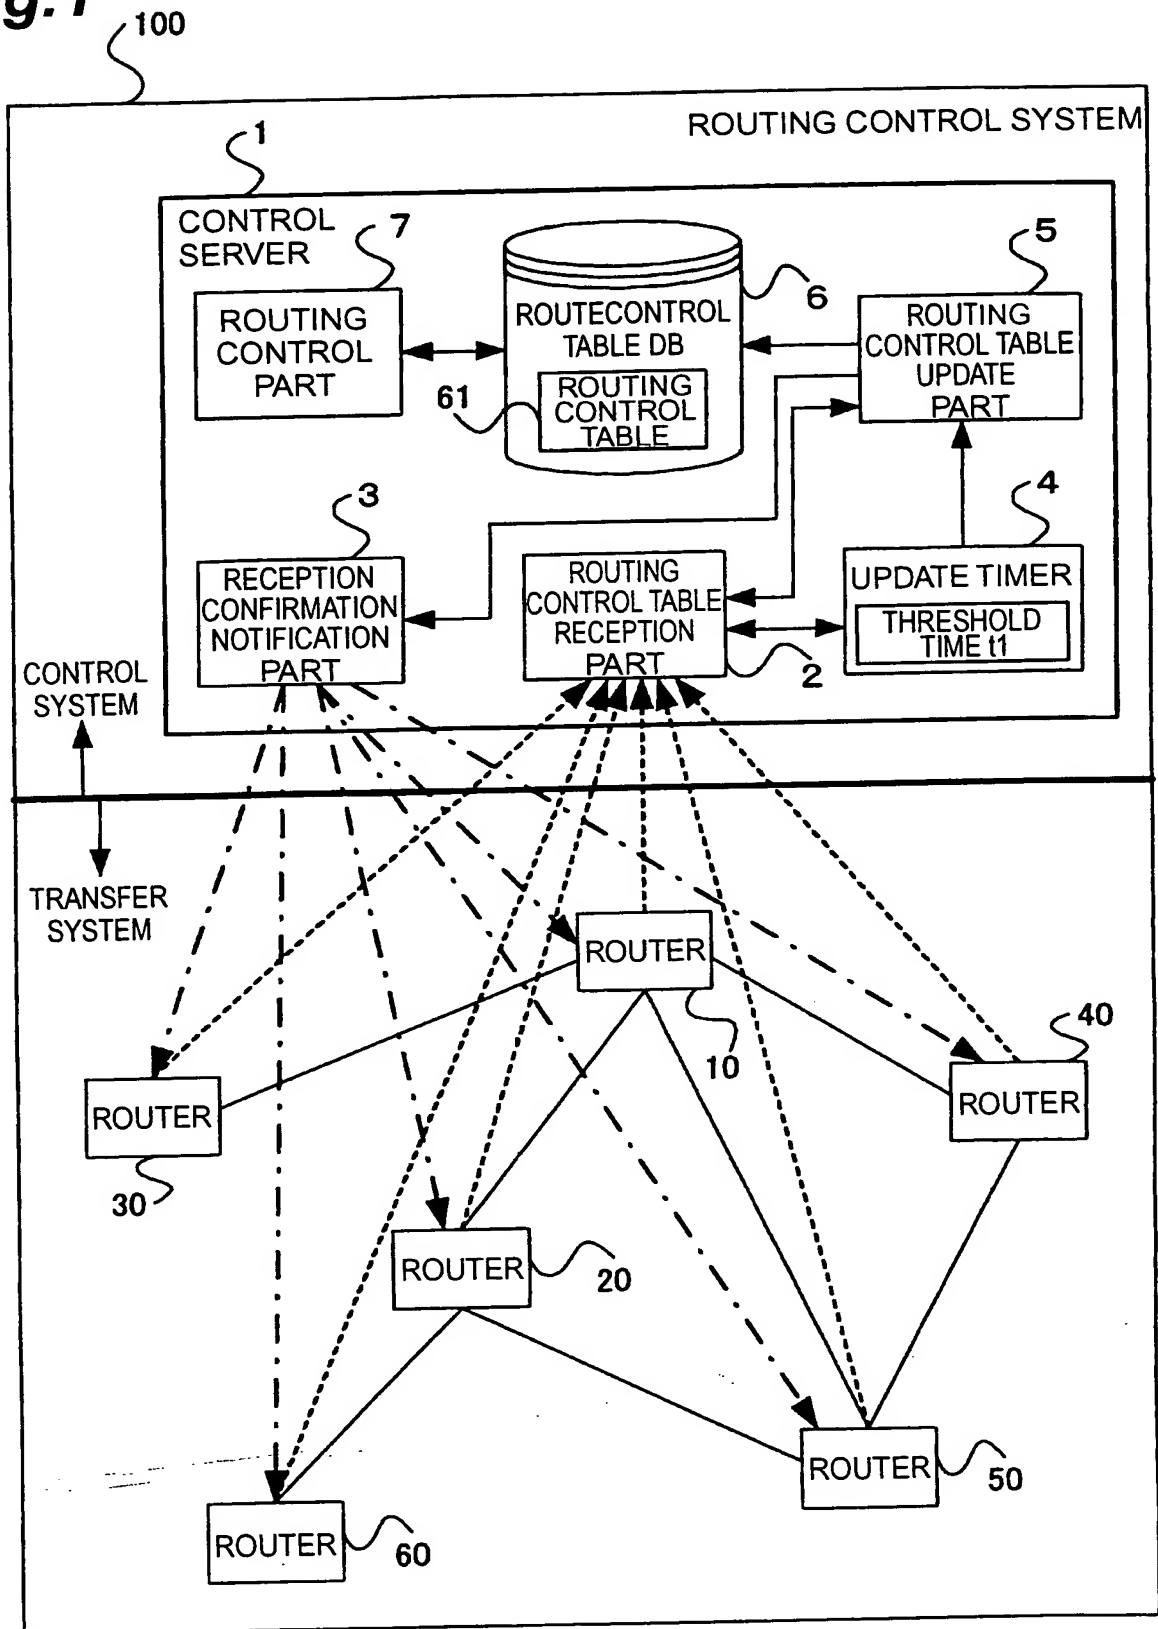 g.1
100
ROUTING CONTROL SYSTEM
1
CONTROL
SERVER
7
ROUTING
CONTROL
PART
ROUTECONTROL
TABLE DB
6
61
ROUTING
CONTROL
TABLE
5
ROUTING
CONTROL TABLE
UPDATE
PART
3
RECEPTION
CONFIRMATION
NOTIFICATION
PART
ROUTING
CONTROL TABLE
RECEPTION
PART
2
4
UPDATE TIMER
THRESHOLD
TIME t1
CONTROL
SYSTEM
TRANSFER
SYSTEM
ROUTER
10
40
ROUTER
ROUTER
30
ROUTER
20
ROUTER
50
ROUTER
60